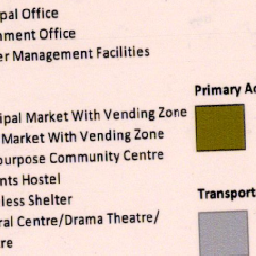 pal Office
nment Office
er Management Facilities
ipal Market With Vending Zone
Market With Vending Zone
purpose Community Centre
nts Hostel
less Shelter
ral Centre/Drama Theatre/
re
Primary Ac
Transport